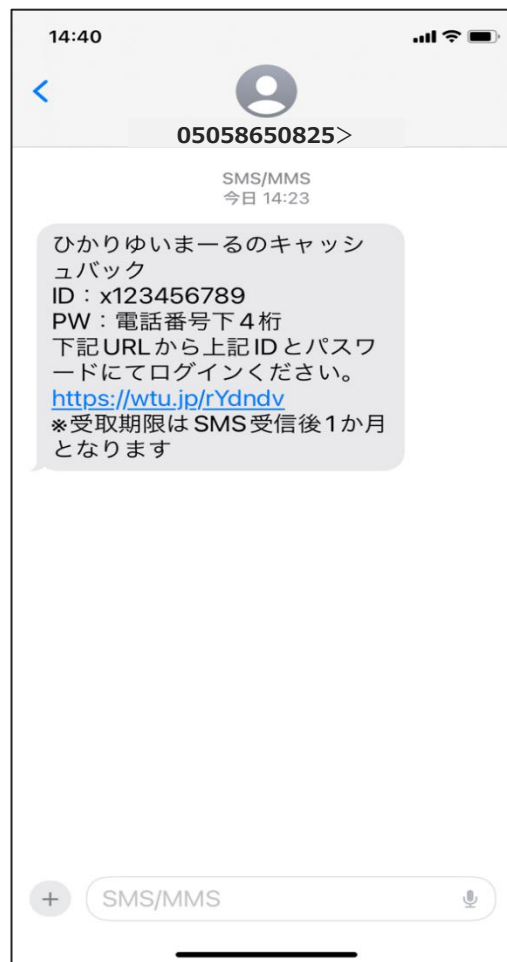 14:40
05058650825>
SMS/MMS
今日 14:23
ひかりゆいまーるのキャッシ
ュバック
ID：x123456789
PW：電話番号下4桁
下記URLから上記IDとパスワ
ードにてログインください。
https://wtu.jp/rYdndv
※受取期限はSMS受信後1か月
となります
SMS/MMS